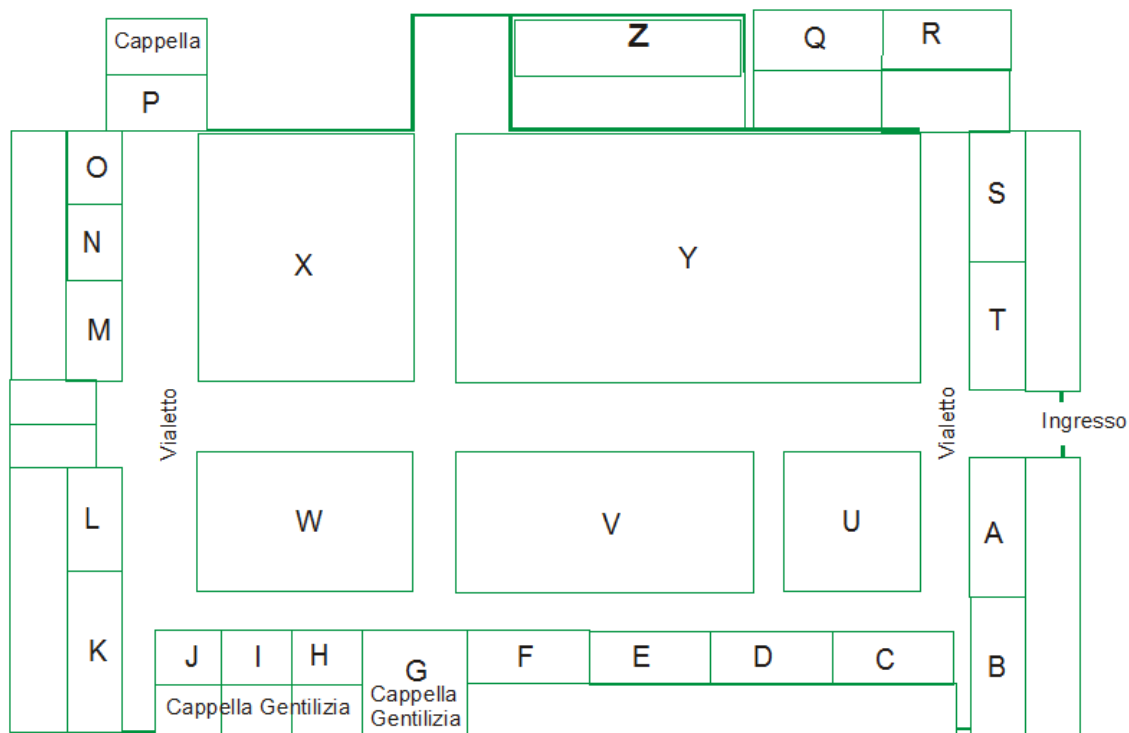 Z
Q
R
Cappella
P
O
S
N
X
Y
M
T
Vialetto
Vialetto
Ingresso
L
W
V
U
A
K
J
I
H
G
F
E
D
C
B
Cappella Gentilizia
Cappella
Gentilizia